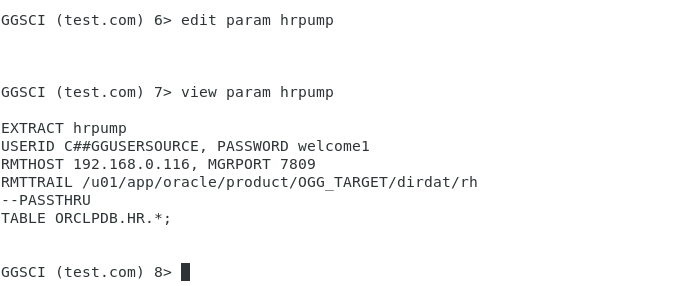 GGSCI (test.com) 6> edit param hrpump
GGSCI (test.com) 7> view param hrpump
EXTRACT hrpump
USERID C##GGUSERSOURCE, PASSWORD welcome1
RMTHOST 192.168.0.116, MGRPORT 7809
RMTTRAIL /u01/app/oracle/product/OGG_TARGET/dirdat/rh
--PASSTHRU
TABLE ORCLPDB.HR.*;
GGSCI (test.com) 8>